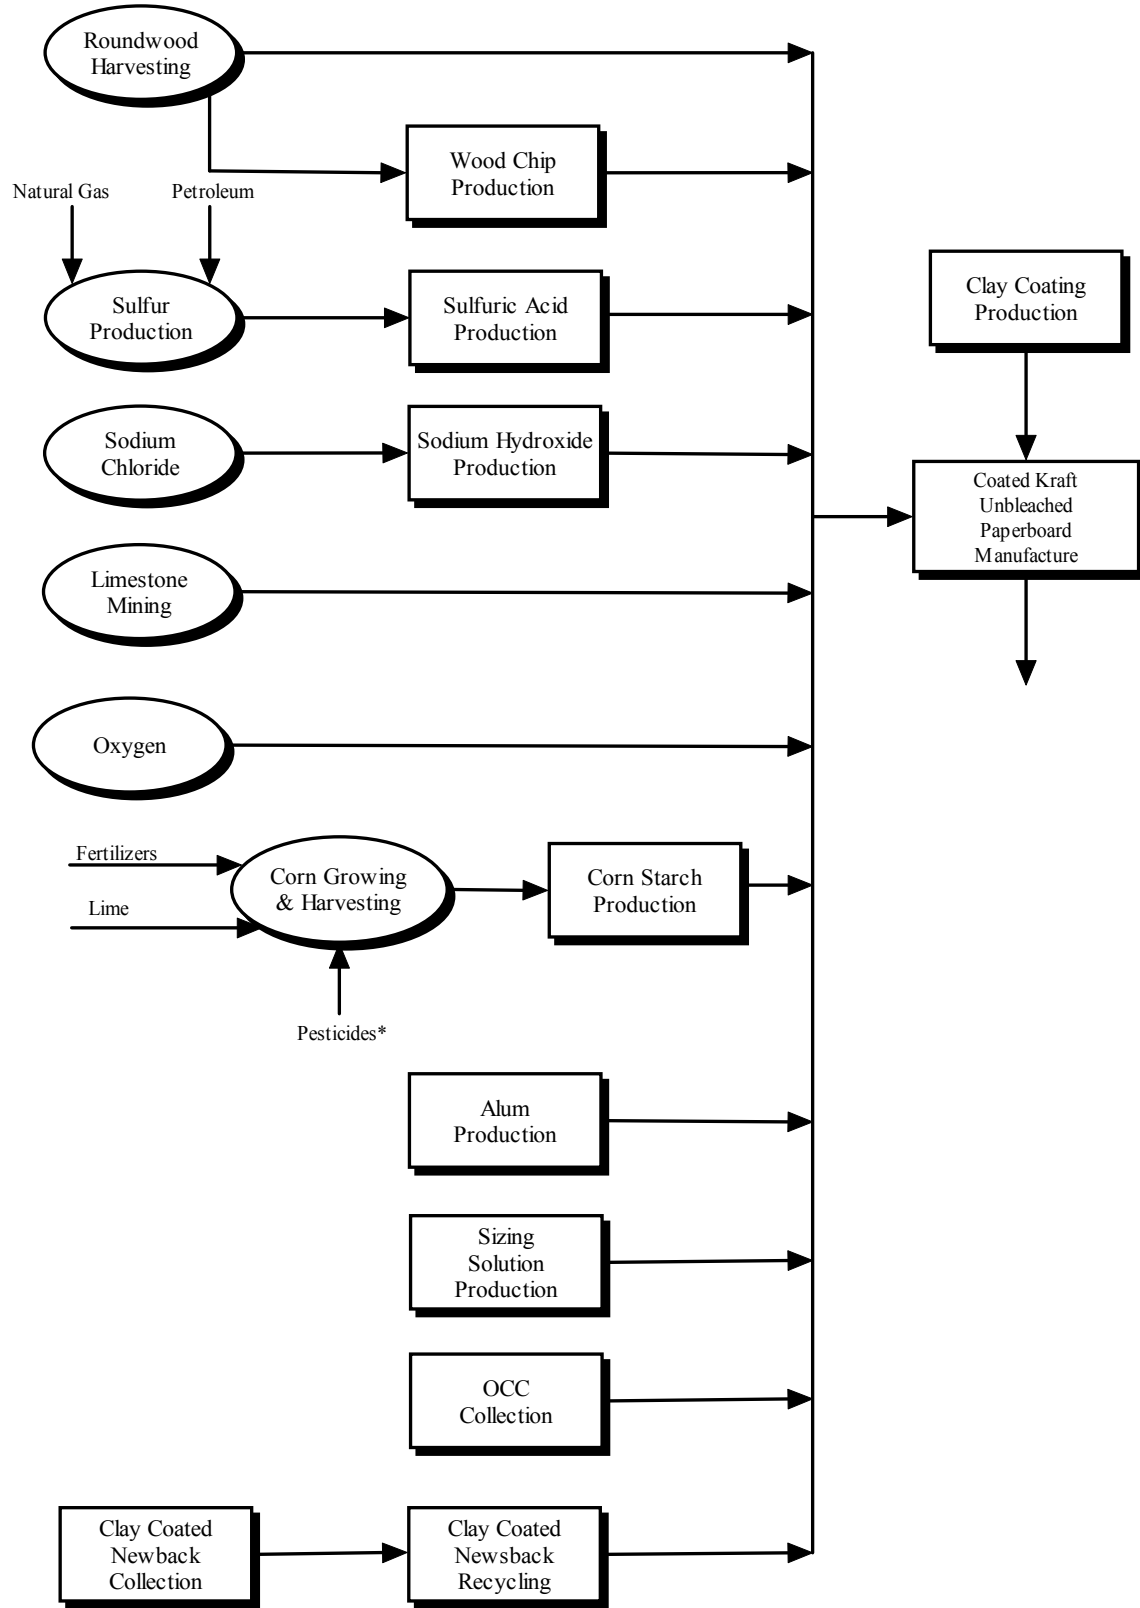 Roundwood
Harvesting
Wood Chip
Production
Natural Gas
Petroleum
Sulfur
Production
Sulfuric Acid
Production
Clay Coating
Production
Sodium
Chloride
Sodium Hydroxide
Production
Coated Kraft
Unbleached
Paperboard
Manufacture
Limestone
Mining
Oxygen
Fertilizers
Lime
Corn Growing
& Harvesting
Corn Starch
Production
Pesticides*
Alum
Production
Sizing
Solution
Production
OCC
Collection
Clay Coated
Newback
Collection
Clay Coated
Newsback
Recycling